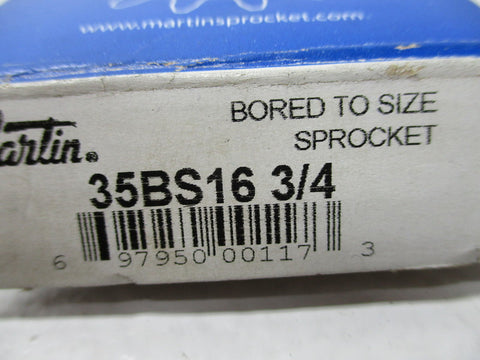 www.martinsprocket.com
Martin®
BORED TO SIZE
SPROCKET
35BS16 3/4
6 97950 00117 3